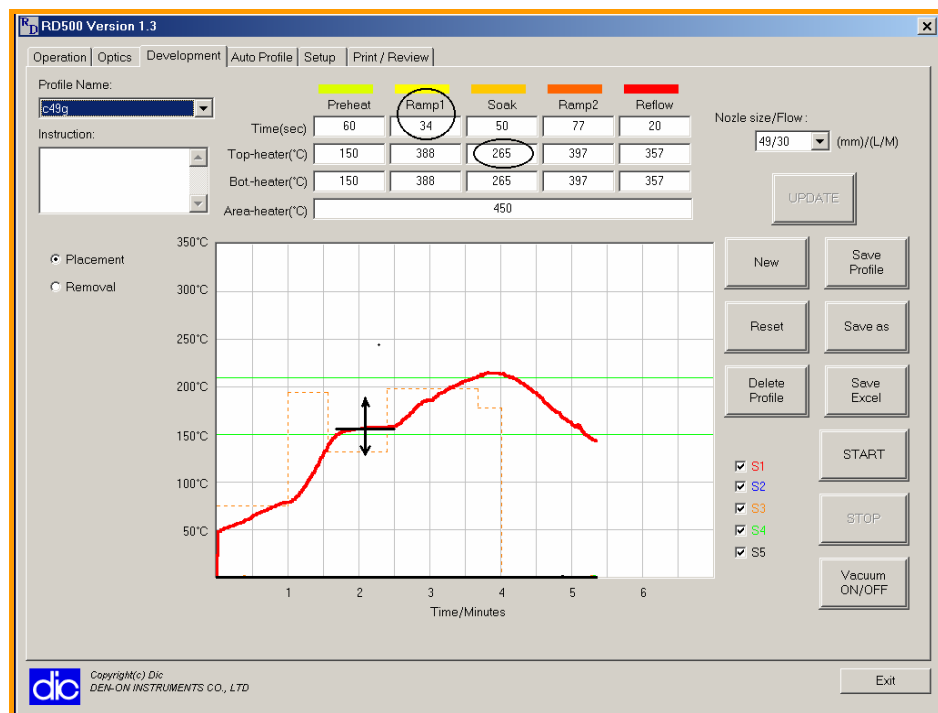 RD RD500 Version 1.3
Operation Optics Development Auto Profile Setup Print / Review
Profile Name:
c49g
Instruction:
Preheat Ramp1 Soak Ramp2 Reflow
Time(sec) 60 34 50 77 20
Top-heater(°C) 150 388 265 397 357
Bot-heater(°C) 150 388 265 397 357
Area-heater(°C) 450
Nozle size/Flow :
49/30 (mm)/(L/M)
UPDATE
Placement
Removal
350°C
300°C
250°C
200°C
150°C
100°C
50°C
1 2 3 4 5 6
Time/Minutes
New
Save
Profile
Reset
Save as
Delete
Profile
Save
Excel
S1
S2
S3
S4
S5
START
STOP
Vacuum
ON/OFF
dic
Copyright(c) Dic
DEN-ON INSTRUMENTS CO., LTD
Exit